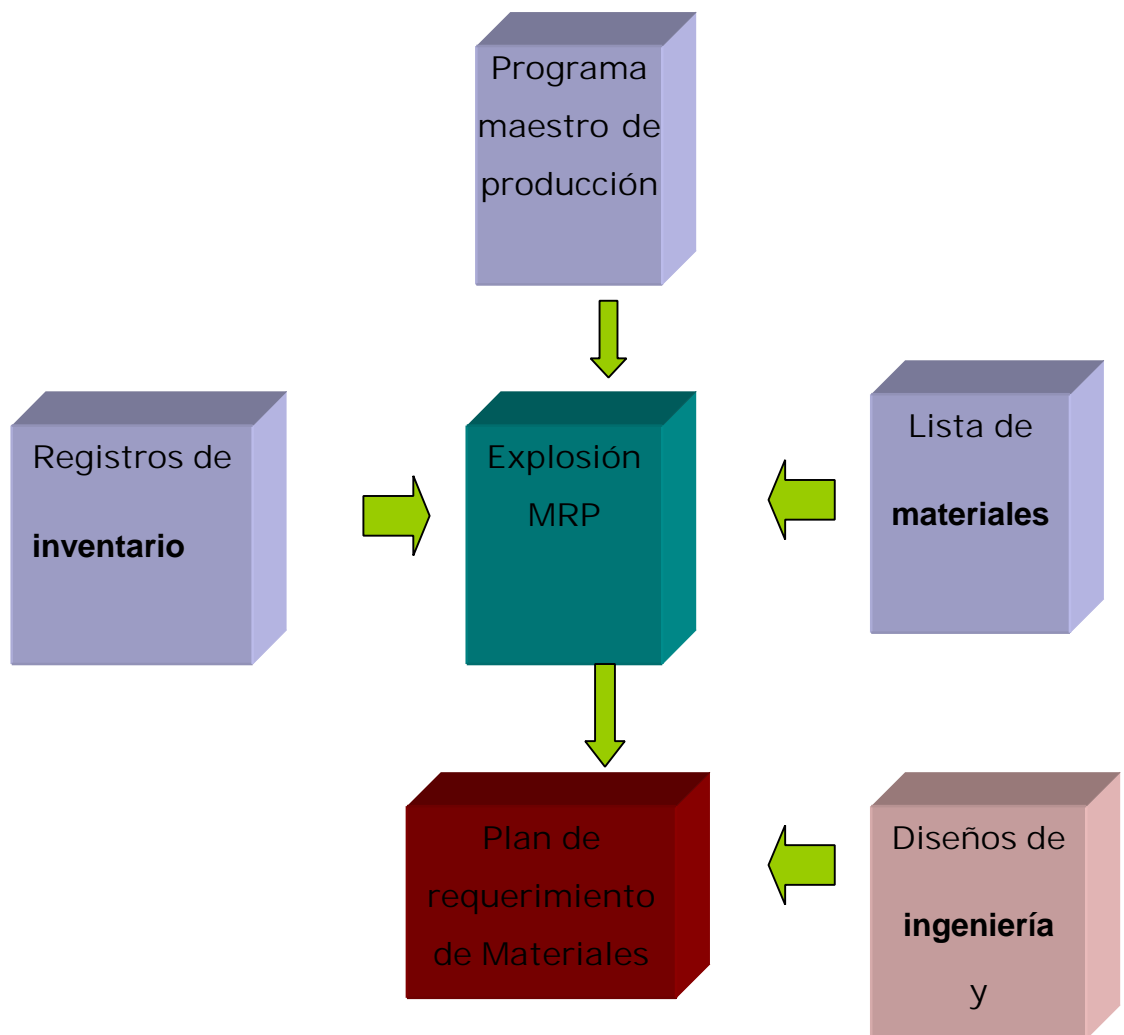 Programa
maestro de
producción
Registros de
inventario
Explosión
MRP
Lista de
materiales
Plan de
requerimiento
de Materiales
Diseños de
ingeniería
y